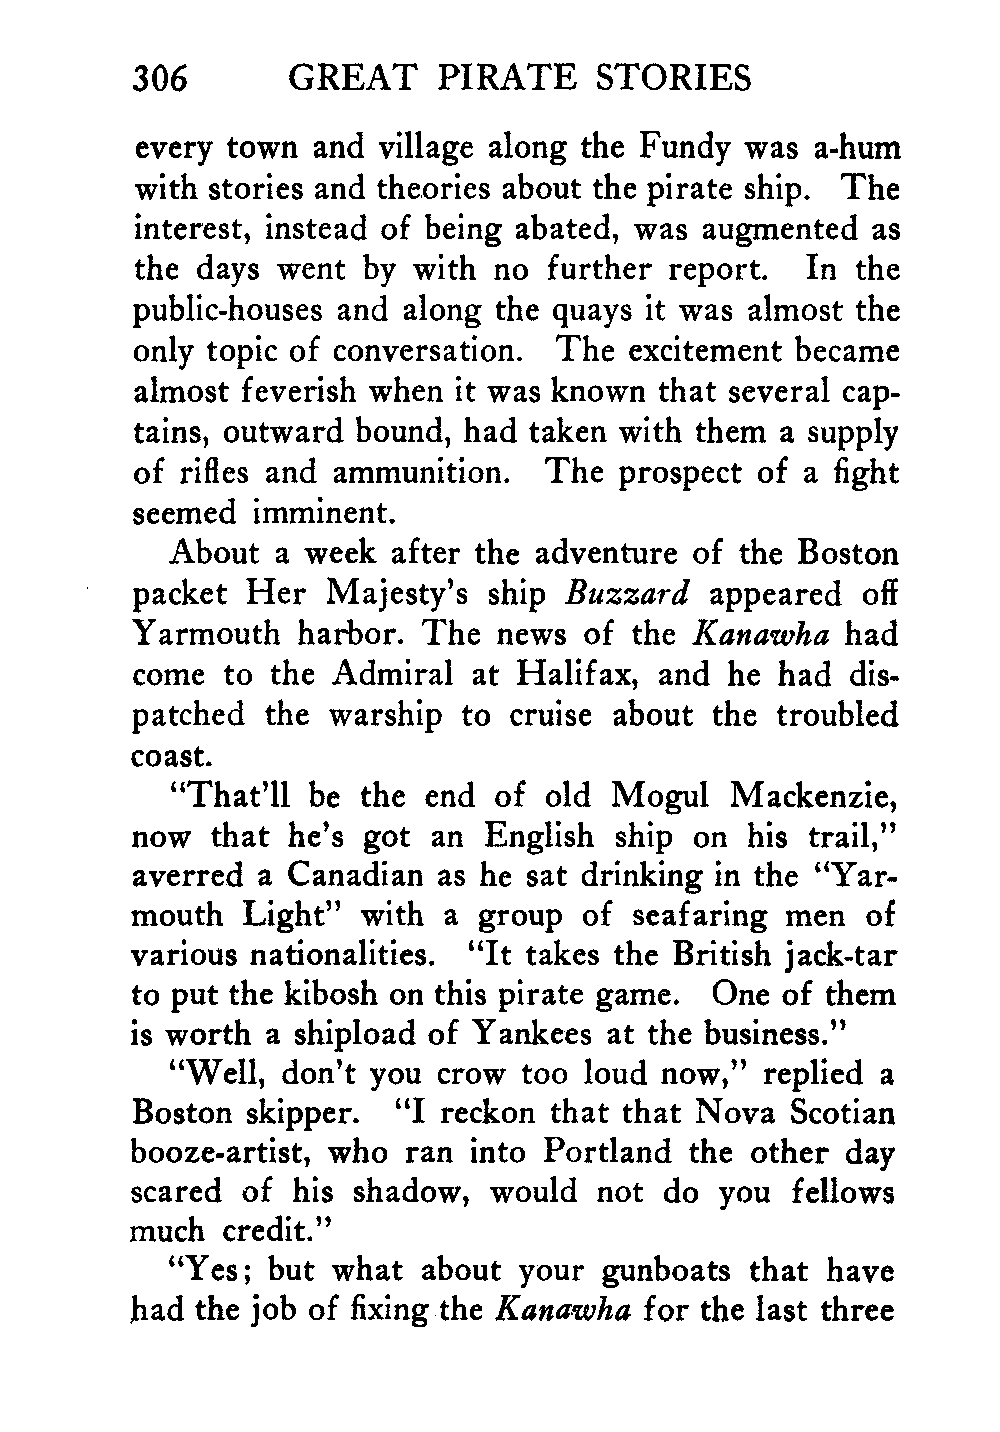 306 GREAT PIRATE STORIES
every town and village along the Fundy was a-hum
with stories and theories about the pirate ship. The
interest, instead of being abated, was augmented as
the days went by with no further report. In the
public-houses and along the quays it was almost the
only topic of conversation. The excitement became
almost feverish when it was known that several cap-
tains, outward bound, had taken with them a supply
of rifles and ammunition. The prospect of a fight
seemed imminent.
About a week after the adventure of the Boston
packet Her Majesty's ship Buzzard appeared off
Yarmouth harbor. The news of the Kanawha had
come to the Admiral at Halifax, and he had dis-
patched the warship to cruise about the troubled
coast.
"That'll be the end of old Mogul Mackenzie,
now that he's got an English ship on his trail,"
averred a Canadian as he sat drinking in the "Yar-
mouth Light" with a group of seafaring men of
various nationalities. "It takes the British jack-tar
to put the kibosh on this pirate game. One of them
is worth a shipload of Yankees at the business."
"Well, don't you crow too loud now," replied a
Boston skipper. "I reckon that that Nova Scotian
booze-artist, who ran into Portland the other day
scared of his shadow, would not do you fellows
much credit."
"Yes; but what about your gunboats that have
had the job of fixing the Kanawha for the last three